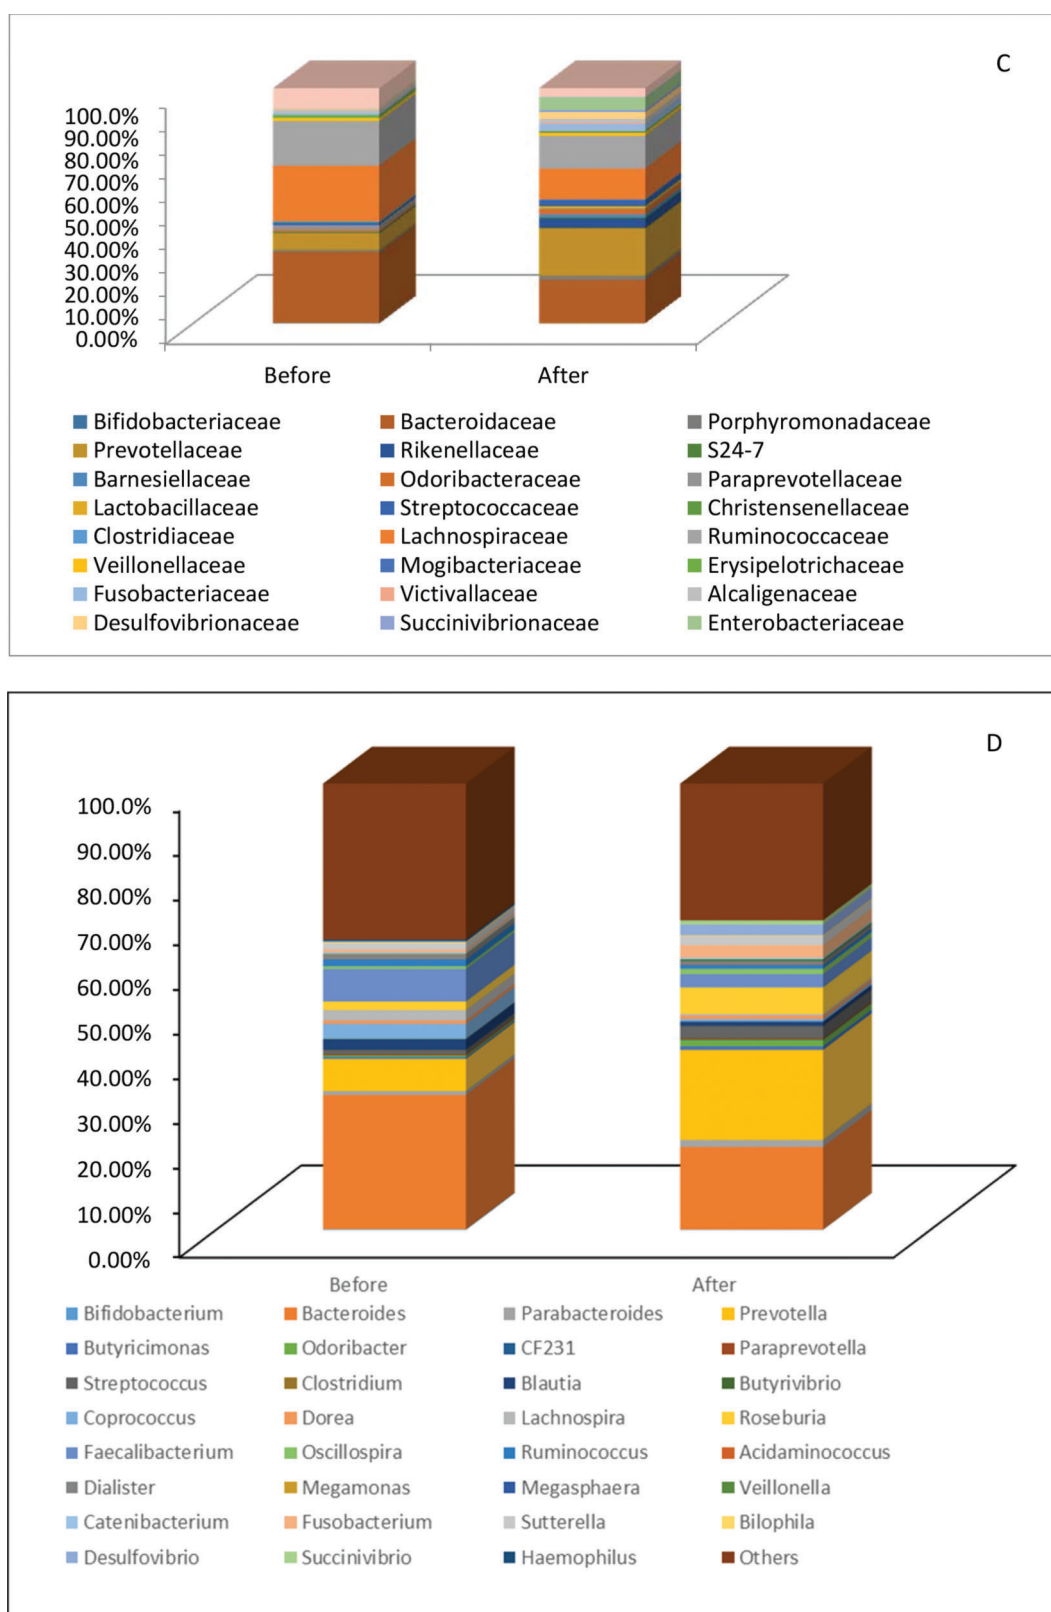 C
100.0%
90.00%
80.00%
70.00%
60.00%
50.00%
40.00%
30.00%
20.00%
10.00%
0.00%
Before After
Bifidobacteriaceae Bacteroidaceae Porphyromonadaceae
Prevotellaceae Rikenellaceae S24-7
Barnesiellaceae Odoribacteraceae Paraprevotellaceae
Lactobacillaceae Streptococcaceae Christensenellaceae
Clostridiaceae Lachnospiraceae Ruminococcaceae
Veillonellaceae Mogibacteriaceae Erysipelotrichaceae
Fusobacteriaceae Victivallaceae Alcaligenaceae
Desulfovibrionaceae Succinivibrionaceae Enterobacteriaceae
D
100.0%
90.00%
80.00%
70.00%
60.00%
50.00%
40.00%
30.00%
20.00%
10.00%
0.00%
Before After
Bifidobacterium Bacteroides Parabacteroides Prevotella
Butyricimonas Odoribacter CF231 Paraprevotella
Streptococcus Clostridium Blautia Butyrivibrio
Coprococcus Dorea Lachnospira Roseburia
Faecalibacterium Oscillospira Ruminococcus Acidaminococcus
Dialister Megamonas Megasphaera Veillonella
Catenibacterium Fusobacterium Sutterella Bilophila
Desulfovibrio Succinivibrio Haemophilus Others